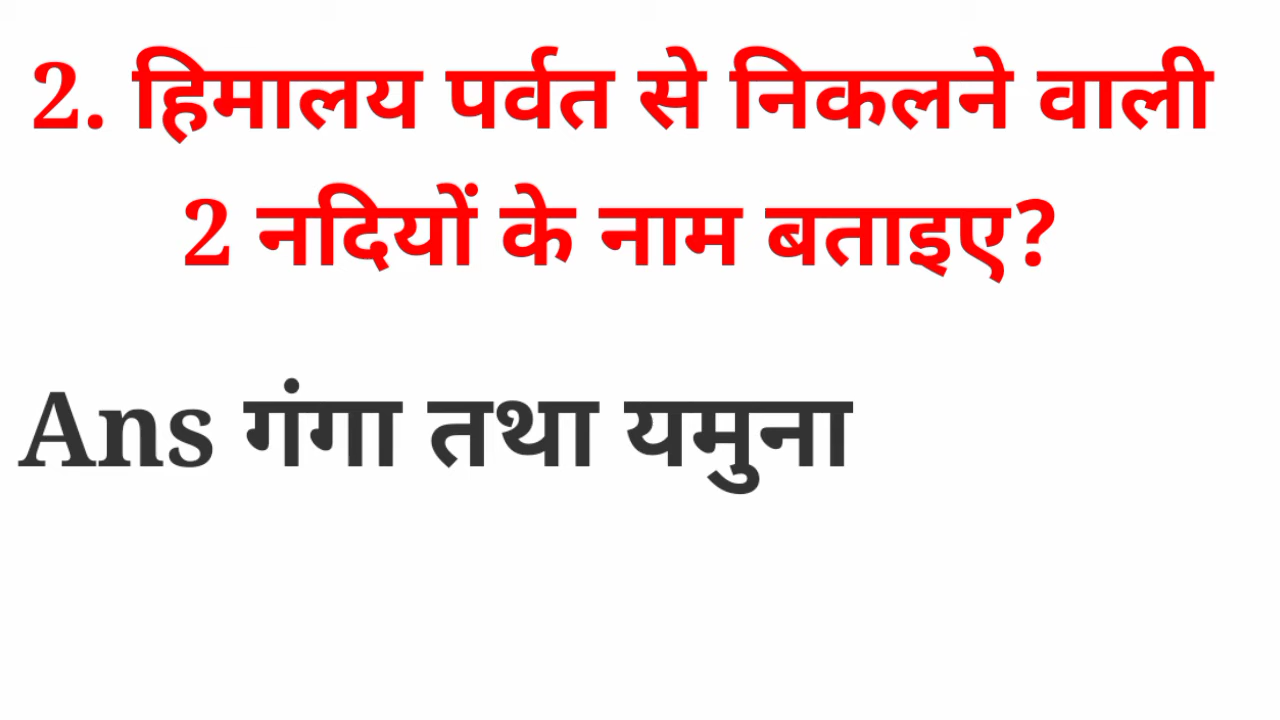 2. हिमालय पर्वत से निकलने वाली
2 नदियों के नाम बताइए?
Ans गंगा तथा यमुना